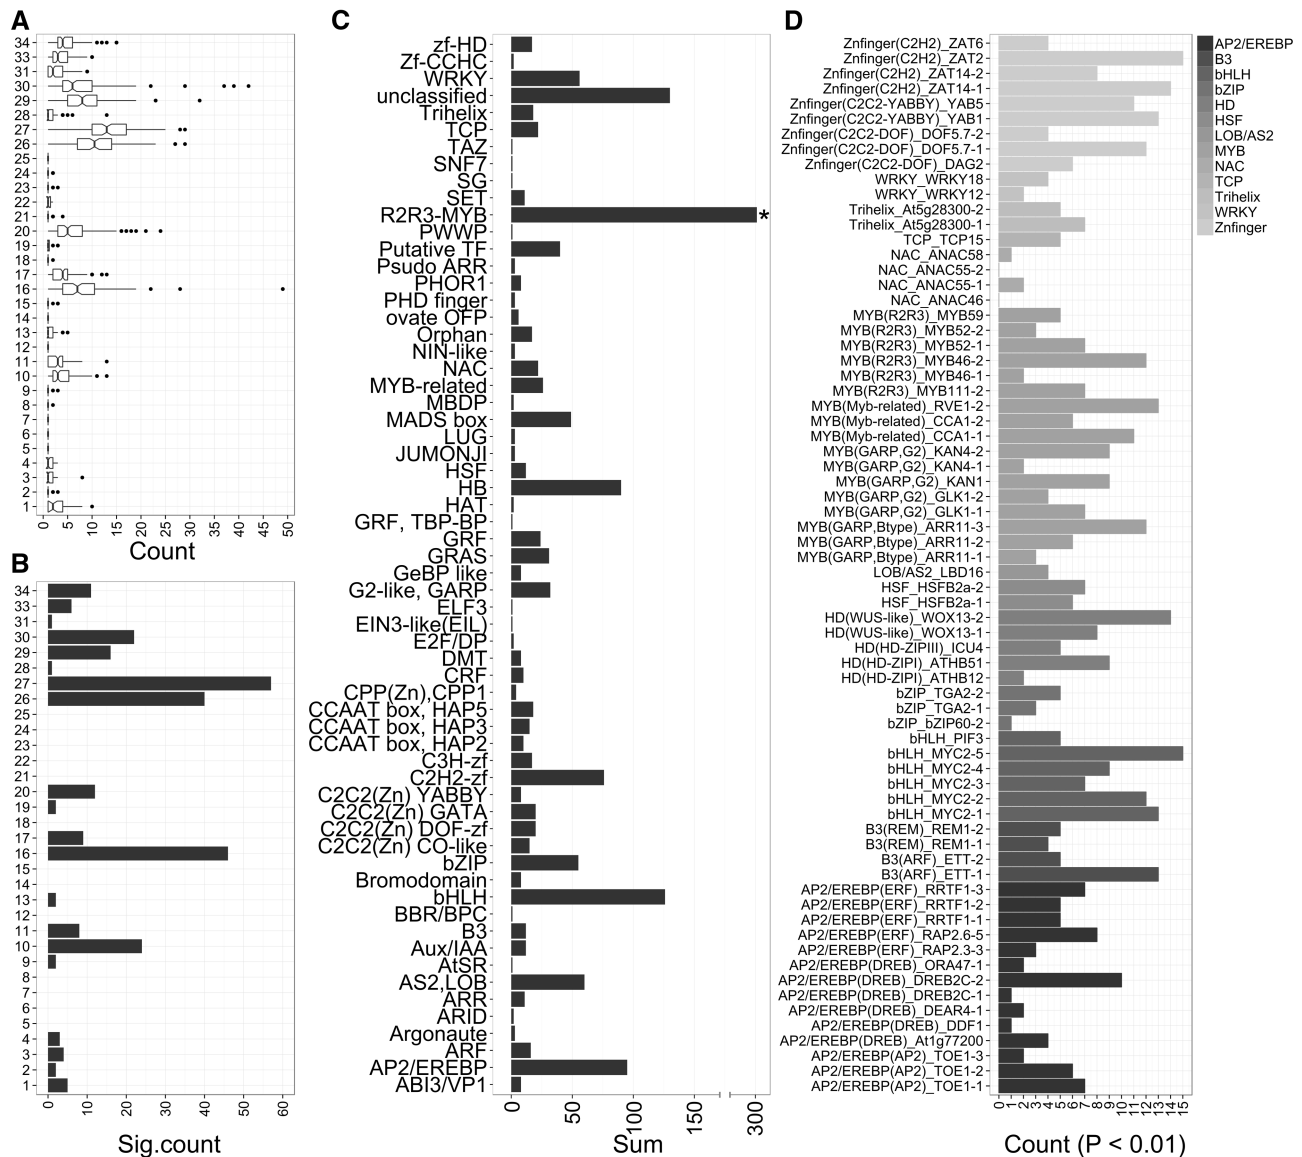 A
34
33
31
30
29
28
27
26
25
24
23
22
21
20
19
18
17
16
15
14
13
12
11
10
9
8
7
6
5
4
3
2
1
0 5 10 15 20 25 30 35 40 45 50
Count
B
34
33
31
30
29
28
27
26
25
24
23
22
21
20
19
18
17
16
15
14
13
12
11
10
9
8
7
6
5
4
3
2
1
0 10 20 30 40 50 60
Sig.count
C
zf-HD
Zf-CCHC
WRKY
unclassified
Trihelix
TCP
TAZ
SNF7
SG
SET
R2R3-MYB
*
PWWP
Putative TF
Psudo ARR
PHOR1
PHD finger
ovate OFP
Orphan
NIN-like
NAC
MYB-related
MBDP
MADS box
LUG
JUMONJI
HSF
HB
HAT
GRF, TBP-BP
GRF
GRAS
GeBP like
G2-like, GARP
ELF3
EIN3-like(EIL)
E2F/DP
DMT
CRF
CPP(Zn),CPP1
CCAAT box, HAP5
CCAAT box, HAP3
CCAAT box, HAP2
C3H-zf
C2H2-zf
C2C2(Zn) YABBY
C2C2(Zn) GATA
C2C2(Zn) DOF-zf
C2C2(Zn) CO-like
bZIP
Bromodomain
bHLH
BBR/BPC
B3
Aux/IAA
AtSR
AS2,LOB
ARR
ARID
Argonaute
ARF
AP2/EREBP
ABI3/VP1
0 50 100 150 300
Sum
D
Znfinger(C2H2)_ZAT6
Znfinger(C2H2)_ZAT2
Znfinger(C2H2)_ZAT14-2
Znfinger(C2H2)_ZAT14-1
Znfinger(C2C2-YABBY)_YAB5
Znfinger(C2C2-YABBY)_YAB1
Znfinger(C2C2-DOF)_DOF5.7-2
Znfinger(C2C2-DOF)_DOF5.7-1
Znfinger(C2C2-DOF)_DAG2
WRKY_WRKY18
WRKY_WRKY12
Trihelix_At5g28300-2
Trihelix_At5g28300-1
TCP_TCP15
NAC_ANAC58
NAC_ANAC55-2
NAC_ANAC55-1
NAC_ANAC46
MYB(R2R3)_MYB59
MYB(R2R3)_MYB52-2
MYB(R2R3)_MYB52-1
MYB(R2R3)_MYB46-2
MYB(R2R3)_MYB46-1
MYB(R2R3)_MYB111-2
MYB(Myb-related)_RVE1-2
MYB(Myb-related)_CCA1-2
MYB(Myb-related)_CCA1-1
MYB(GARP,G2)_KAN4-2
MYB(GARP,G2)_KAN4-1
MYB(GARP,G2)_KAN1
MYB(GARP,G2)_GLK1-2
MYB(GARP,G2)_GLK1-1
MYB(GARP,Btype)_ARR11-3
MYB(GARP,Btype)_ARR11-2
MYB(GARP,Btype)_ARR11-1
LOB/AS2_LBD16
HSF_HSFB2a-2
HSF_HSFB2a-1
HD(WUS-like)_WOX13-2
HD(WUS-like)_WOX13-1
HD(HD-ZIPIII)_ICU4
HD(HD-ZIPI)_ATHB51
HD(HD-ZIPI)_ATHB12
bZIP_TGA2-2
bZIP_TGA2-1
bZIP_bZIP60-2
bHLH_PIF3
bHLH_MYC2-5
bHLH_MYC2-4
bHLH_MYC2-3
bHLH_MYC2-2
bHLH_MYC2-1
B3(REM)_REM1-2
B3(REM)_REM1-1
B3(ARF)_ETT-2
B3(ARF)_ETT-1
AP2/EREBP(ERF)_RRTF1-3
AP2/EREBP(ERF)_RRTF1-2
AP2/EREBP(ERF)_RRTF1-1
AP2/EREBP(ERF)_RAP2.6-5
AP2/EREBP(ERF)_RAP2.3-3
AP2/EREBP(DREB)_ORA47-1
AP2/EREBP(DREB)_DREB2C-2
AP2/EREBP(DREB)_DREB2C-1
AP2/EREBP(DREB)_DEAR4-1
AP2/EREBP(DREB)_DDF1
AP2/EREBP(DREB)_At1g77200
AP2/EREBP(AP2)_TOE1-3
AP2/EREBP(AP2)_TOE1-2
AP2/EREBP(AP2)_TOE1-1
0 1 2 3 4 5 6 7 8 9 10 11 12 13 14 15
Count (P < 0.01)
AP2/EREBP
B3
bHLH
bZIP
HD
HSF
LOB/AS2
MYB
NAC
TCP
Trihelix
WRKY
Znfinger